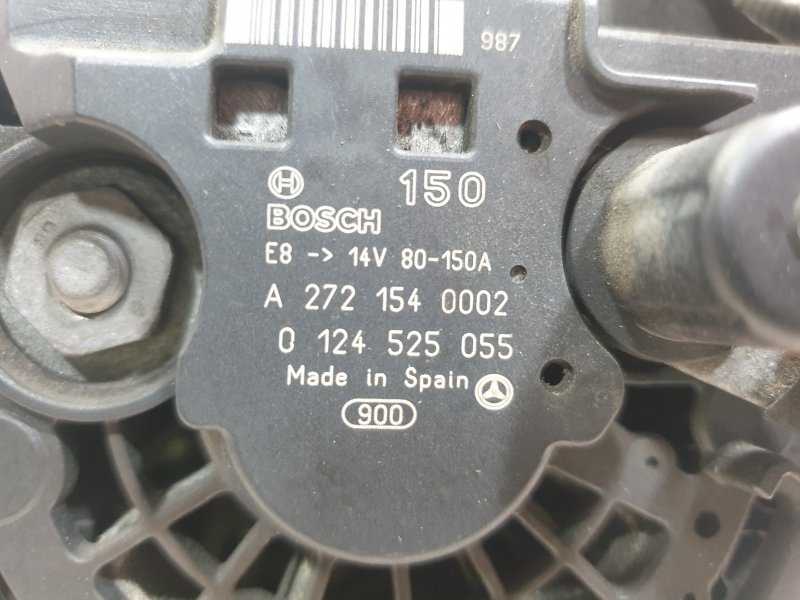 987
150
BOSCH
E8 -> 14V 80-150A
A 272 154 0002
0 124 525 055
Made in Spain
900